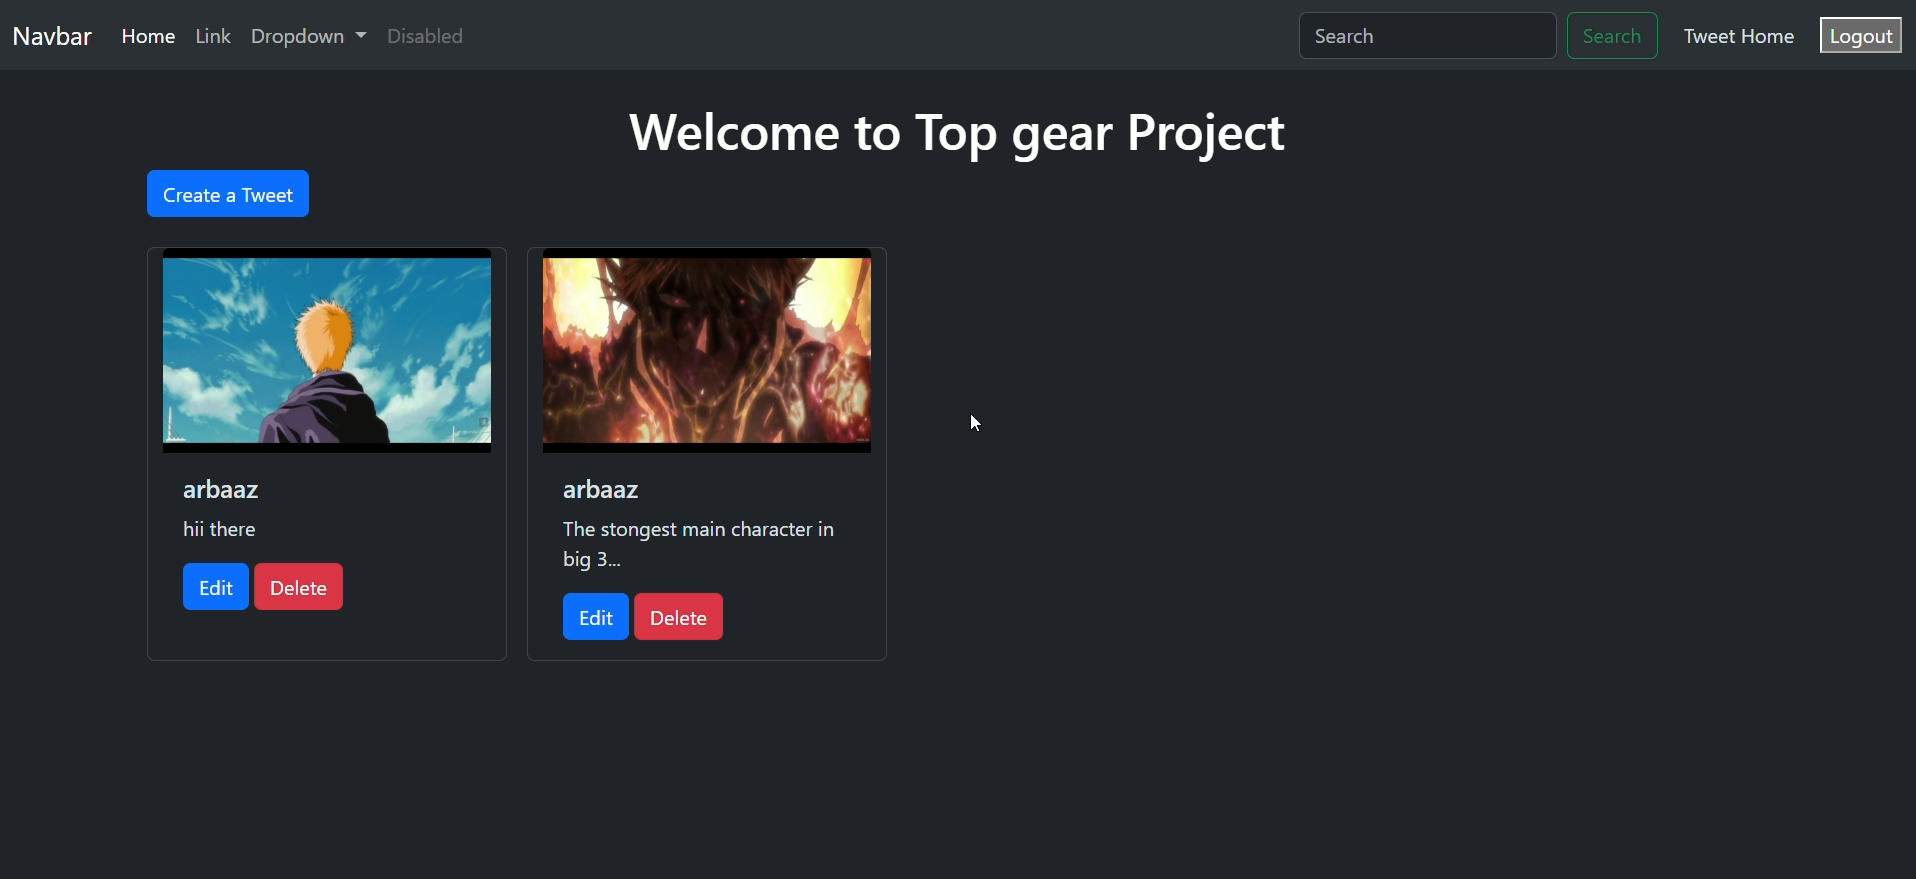 Navbar Home Link Dropdown Disabled Search Search Tweet Home Logout
Welcome to Top gear Project
Create a Tweet
arbaaz
hii there
Edit Delete
arbaaz
The stongest main character in
big 3...
Edit Delete